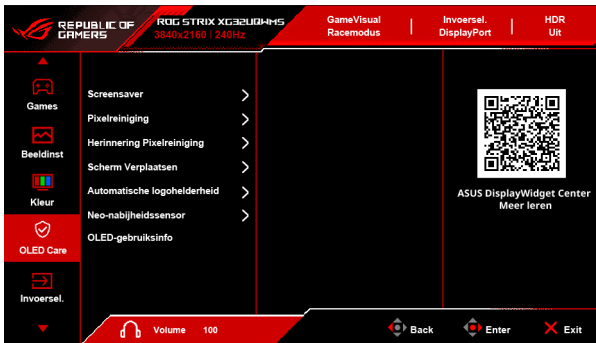 REPUBLIC OF
GAMERS
ROG STRIX XG32UQWMS
3840x2160 | 240Hz
GameVisual
Racemodus
Invoersel.
DisplayPort
HDR
Uit
Games
Beeldinst
Kleur
OLED Care
Invoersel.
Screensaver
Pixelreiniging
Herinnering Pixelreiniging
Scherm Verplaatsen
Automatische logohelderheid
Neo-nabijheidssensor
OLED-gebruiksinfo
ASUS DisplayWidget Center
Meer leren
Volume 100
Back
Enter
Exit